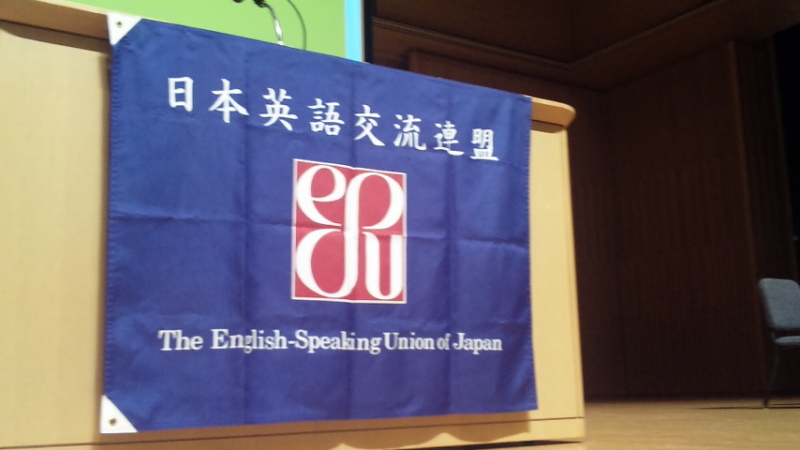 日本英語交流連盟
esu
The English-Speaking Union of Japan